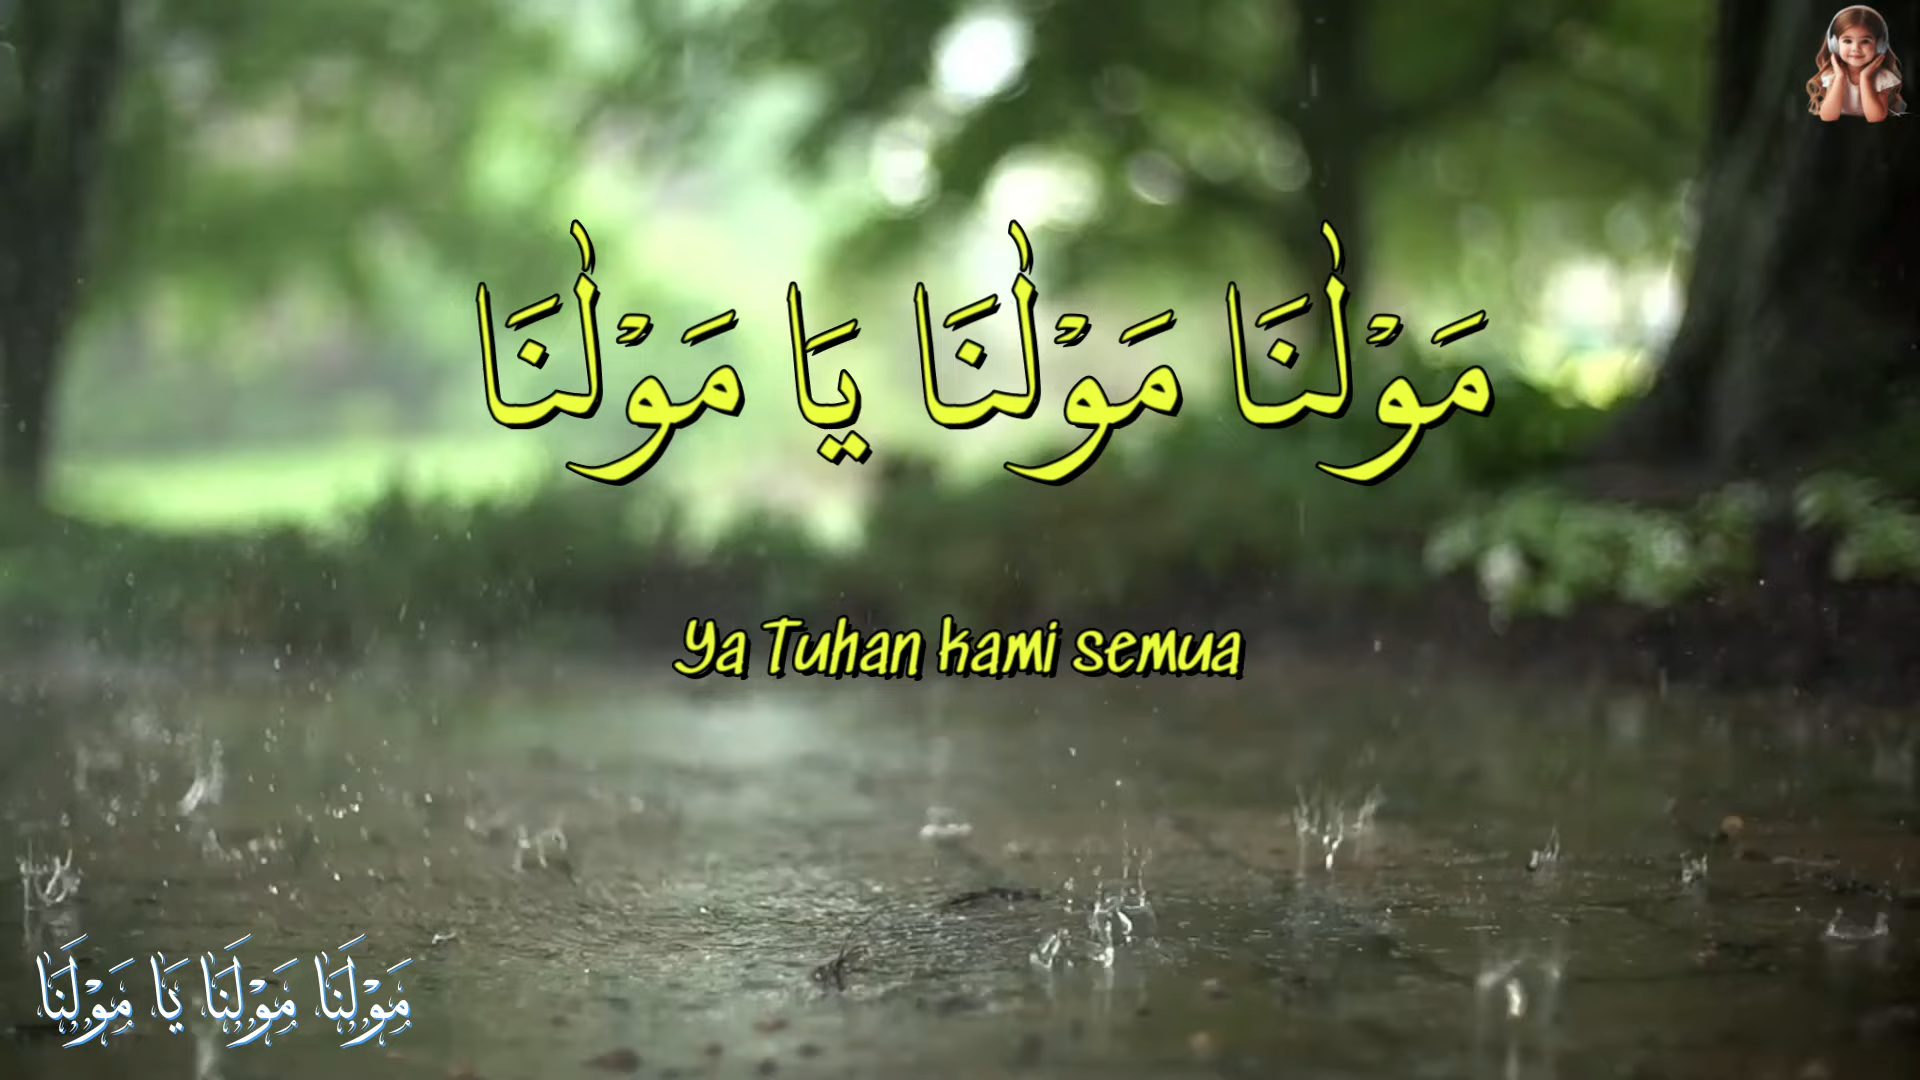 مَوْلٰنَا مَوْلٰنَا يَا مَوْلٰنَا
Ya Tuhan kami semua
مَوْلَنَا مَوْلَنَا يَا مَوْلَنَا